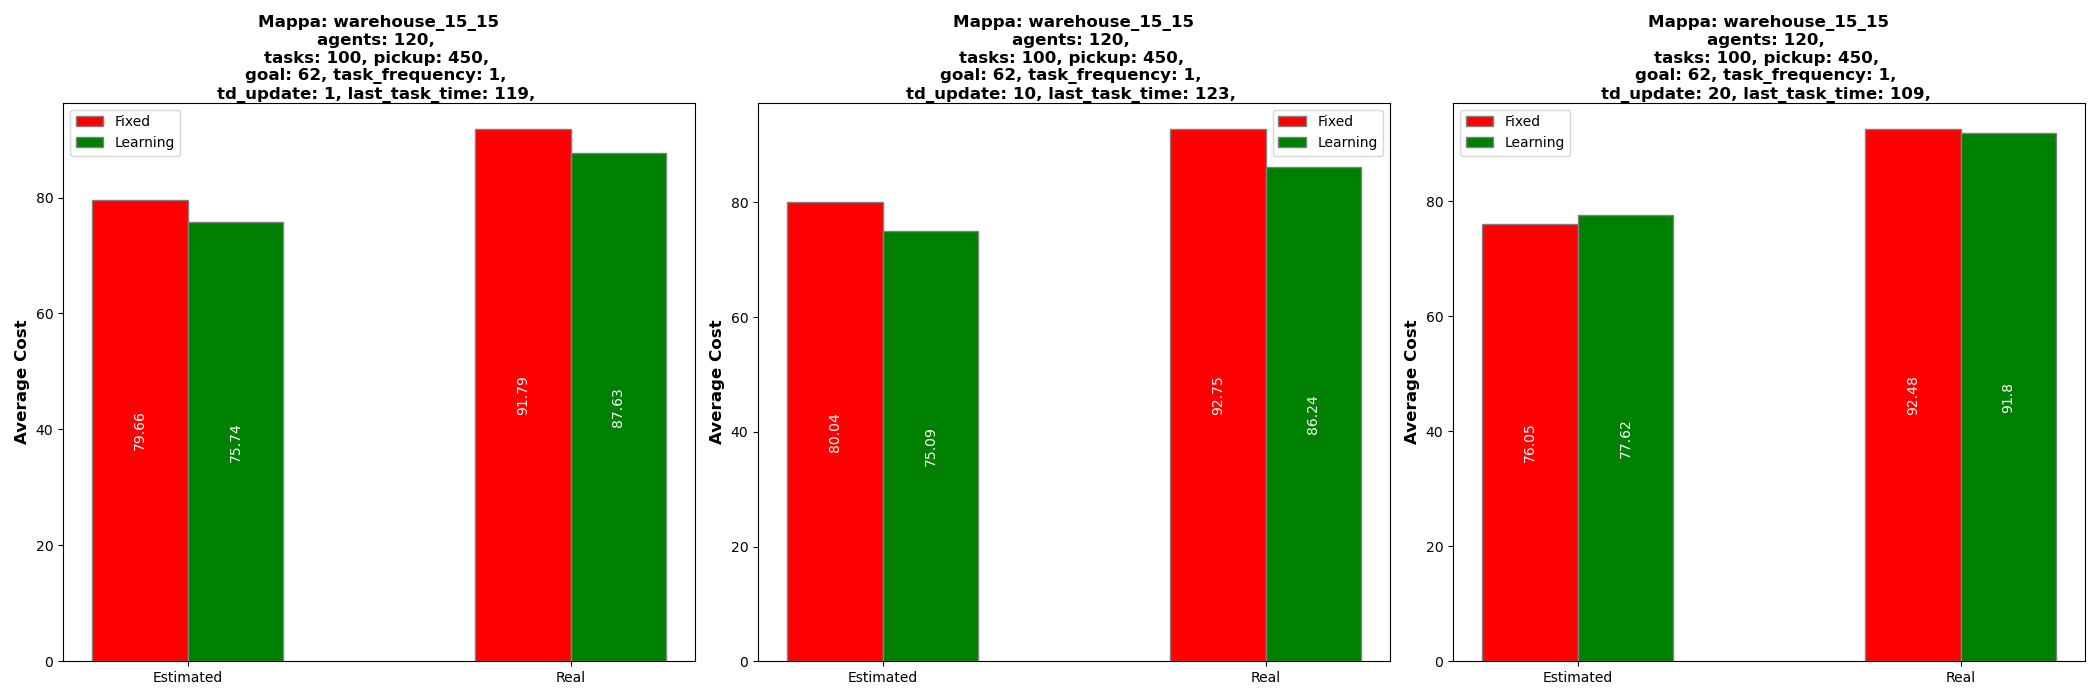 Mappa: warehouse_15_15
agents: 120,
tasks: 100, pickup: 450,
goal: 62, task_frequency: 1,
td_update: 1, last_task_time: 119,
Fixed
Learning
Average Cost
80
60
40
20
0
79.66
75.74
91.79
87.63
Estimated
Real
Mappa: warehouse_15_15
agents: 120,
tasks: 100, pickup: 450,
goal: 62, task_frequency: 1,
td_update: 10, last_task_time: 123,
Fixed
Learning
Average Cost
80
60
40
20
0
80.04
75.09
92.75
86.24
Estimated
Real
Mappa: warehouse_15_15
agents: 120,
tasks: 100, pickup: 450,
goal: 62, task_frequency: 1,
td_update: 20, last_task_time: 109,
Fixed
Learning
Average Cost
80
60
40
20
0
76.05
77.62
92.48
91.8
Estimated
Real